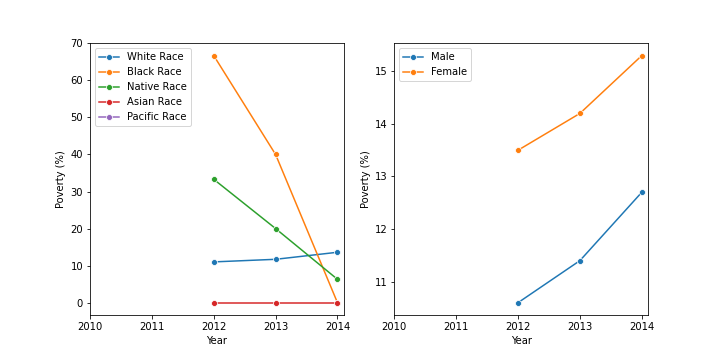 70
60
50
40
30
20
10
0
Poverty (%)
White Race
Black Race
Native Race
Asian Race
Pacific Race
2010 2011 2012 2013 2014
Year
15
14
13
12
11
Poverty (%)
Male
Female
2010 2011 2012 2013 2014
Year